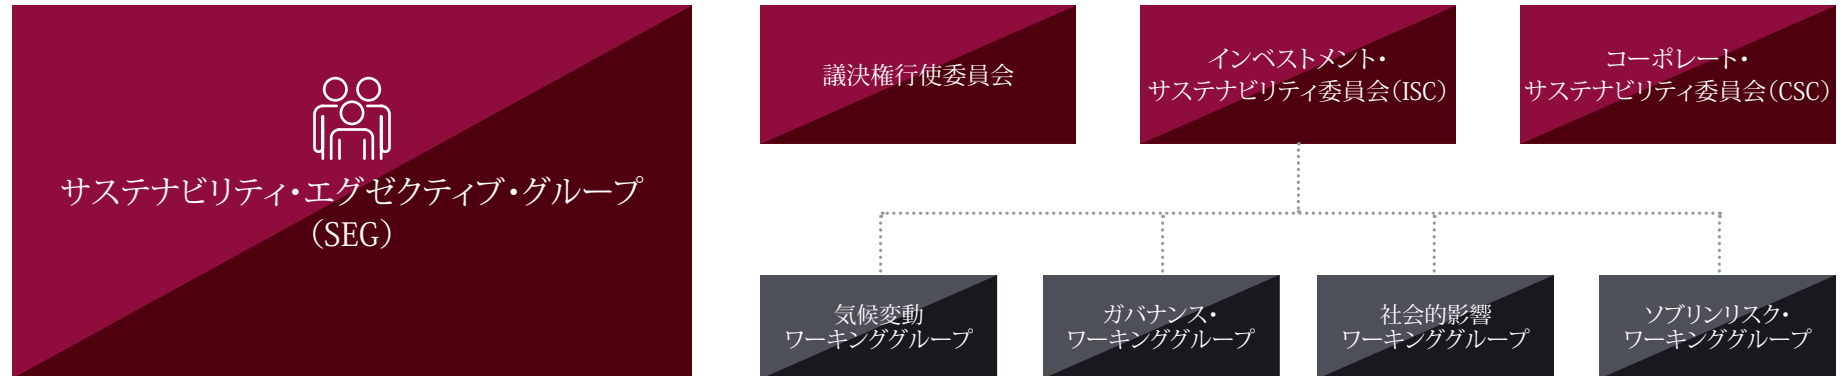 サステナビリティ・エグゼクティブ・グループ
（SEG）
議決権行使委員会
インベストメント・
サステナビリティ委員会（ISC）
コーポレート・
サステナビリティ委員会（CSC）
気候変動
ワーキンググループ
ガバナンス・
ワーキンググループ
社会的影響
ワーキンググループ
ソブリンリスク・
ワーキンググループ